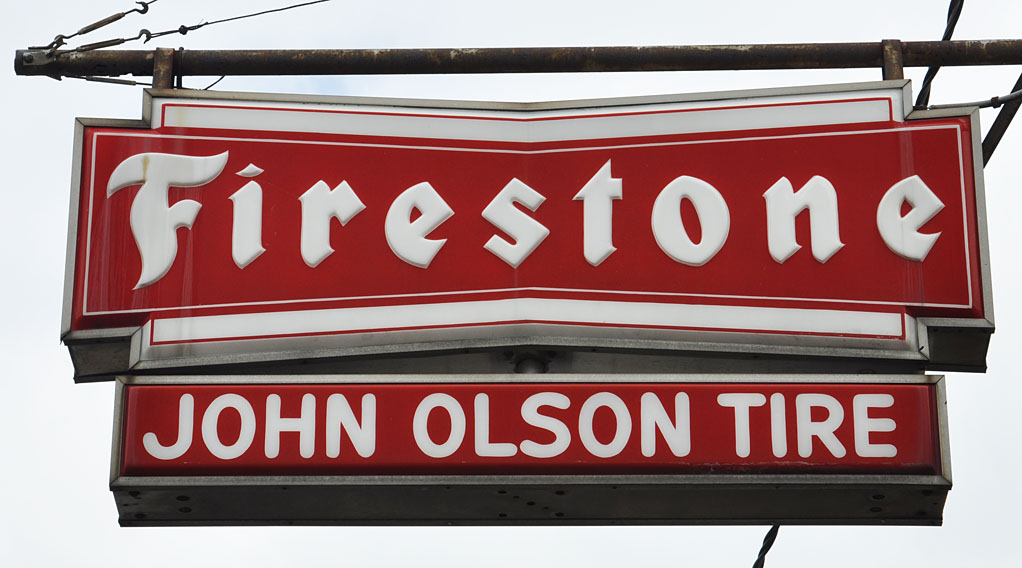 Firestone
JOHN OLSON TIRE